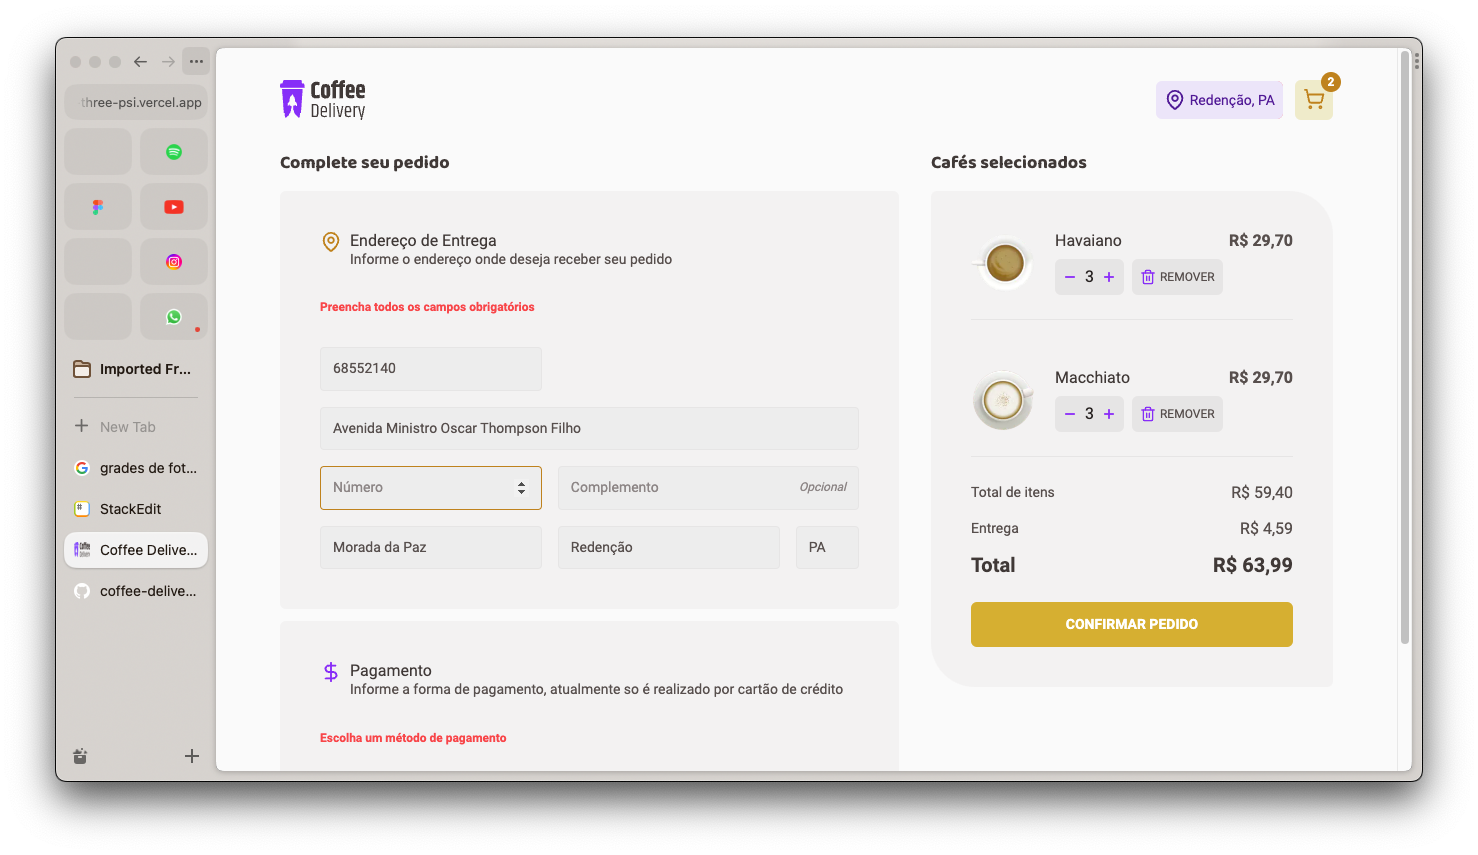 three-psi.vercel.app
Imported Fr...
New Tab
grades de fot...
StackEdit
Coffee Delive...
coffee-delive...
Coffee
Delivery
Redenção, PA
2
Complete seu pedido
Endereço de Entrega
Informe o endereço onde deseja receber seu pedido
Preencha todos os campos obrigatórios
68552140
Avenida Ministro Oscar Thompson Filho
Número
Complemento
Opcional
Morada da Paz
Redenção
PA
Pagamento
Informe a forma de pagamento, atualmente so é realizado por cartão de crédito
Escolha um método de pagamento
Cafés selecionados
Havaiano
R$ 29,70
3
REMOVER
Macchiato
R$ 29,70
3
REMOVER
Total de itens
R$ 59,40
Entrega
R$ 4,59
Total
R$ 63,99
CONFIRMAR PEDIDO